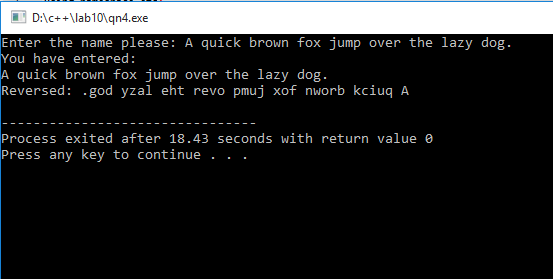 D:\c++\lab10\qn4.exe
Enter the name please: A quick brown fox jump over the lazy dog.
You have entered:
A quick brown fox jump over the lazy dog.
Reversed: .god yzal eht revo pmuj xof nworb kciuq A
--------------------------------
Process exited after 18.43 seconds with return value 0
Press any key to continue . . .